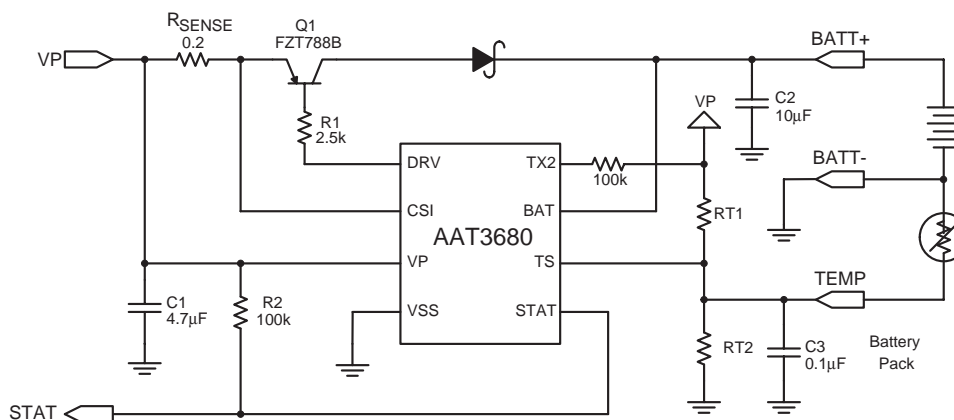 RSENSE
0.2
Q1
FZT788B
VP
BATT+
R1
2.5k
VP
C2
10μF
DRV
TX2
100k
BATT-
CSI
BAT
RT1
AAT3680
VP
TS
TEMP
C1
4.7μF
R2
100k
VSS
STAT
RT2
C3
0.1μF
Battery
Pack
STAT